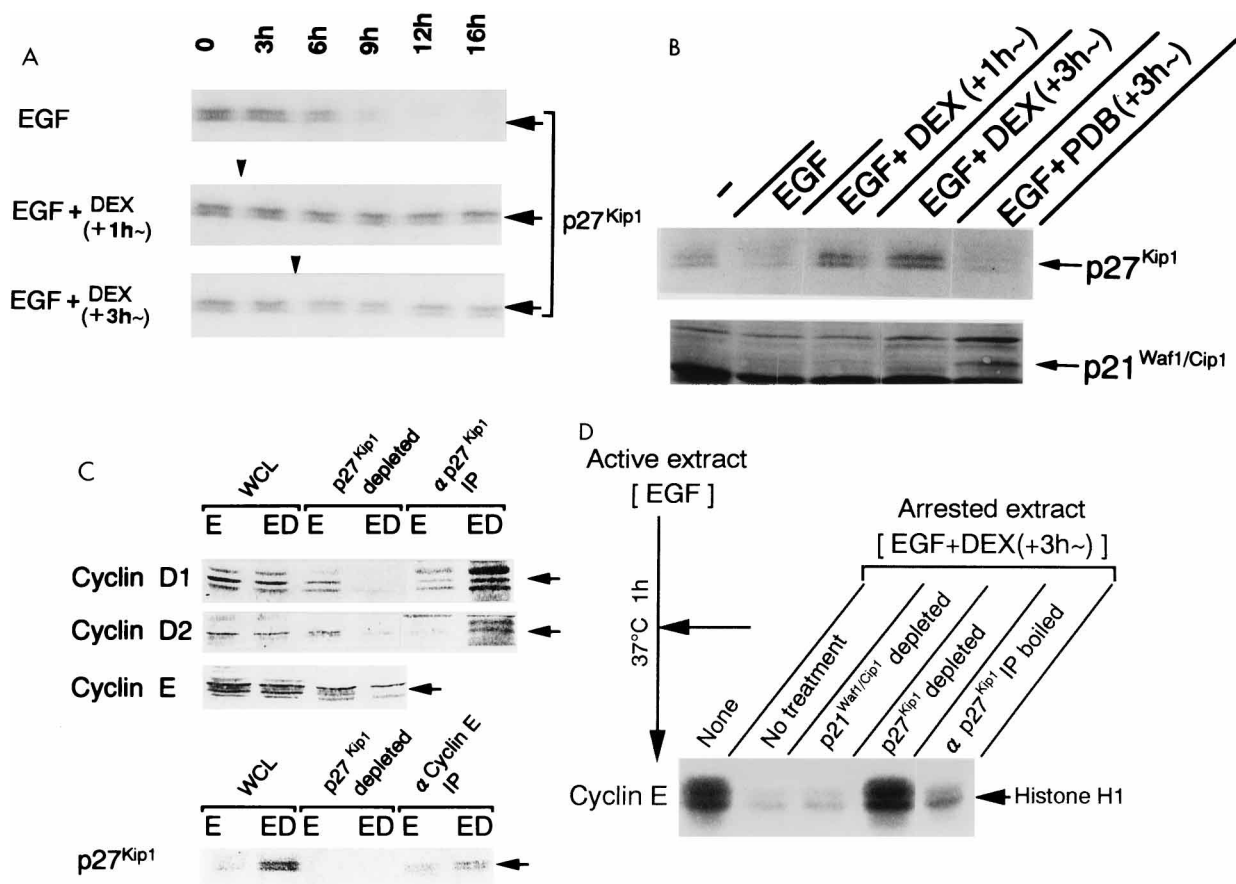 A
0 3h 6h 9h 12h 16h
EGF
EGF + DEX
(+1h~)
EGF + DEX
(+3h~)
p27Kip1
B
–
EGF
EGF+ DEX (+1h~)
EGF+ DEX (+3h~)
EGF+PDB (+3h~)
p27Kip1
p21Waf1/Cip1
C
WCL
p27Kip1
depleted
α p27Kip1
IP
E ED E ED E ED
Cyclin D1
Cyclin D2
Cyclin E
WCL
p27Kip1
depleted
α Cyclin E
IP
E ED E ED E ED
p27Kip1
D
Active extract
[ EGF ]
37°C 1h
Arrested extract
[ EGF+DEX(+3h~) ]
None
No treatment
p21Waf1/Cip1 depleted
p27Kip1 depleted
α p27Kip1 IP boiled
Cyclin E
Histone H1